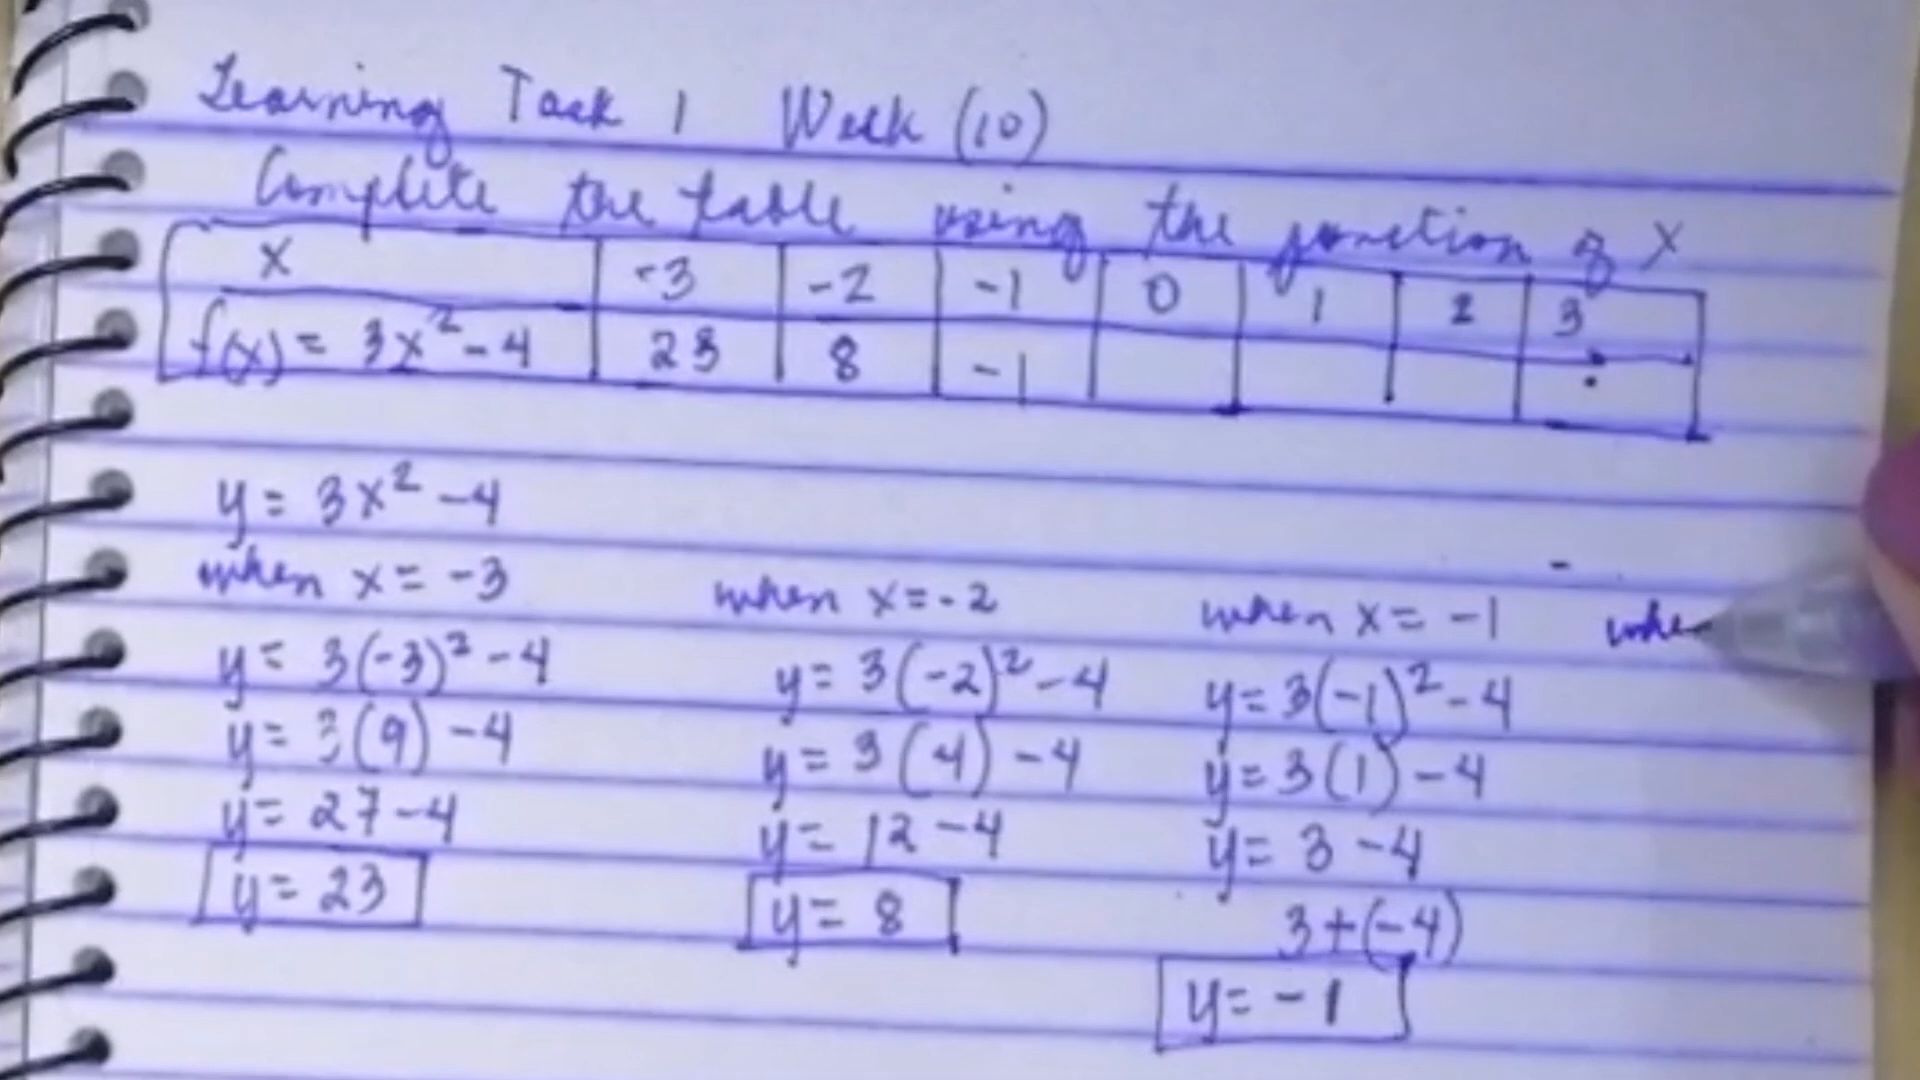 Learning Task 1 Week (10)
Complete the table using the function of X
x -3 -2 -1 0 1 2 3
f(x) = 3x² - 4 23 8 -1
y = 3x² - 4
when x = -3 when x = -2 when x = -1 whe
y = 3(-3)² - 4 y = 3(-2)² - 4 y = 3(-1)² - 4
y = 3(9) - 4 y = 3(4) - 4 y = 3(1) - 4
y = 27 - 4 y = 12 - 4 y = 3 - 4
y = 23 y = 8 3 + (-4)
y = -1